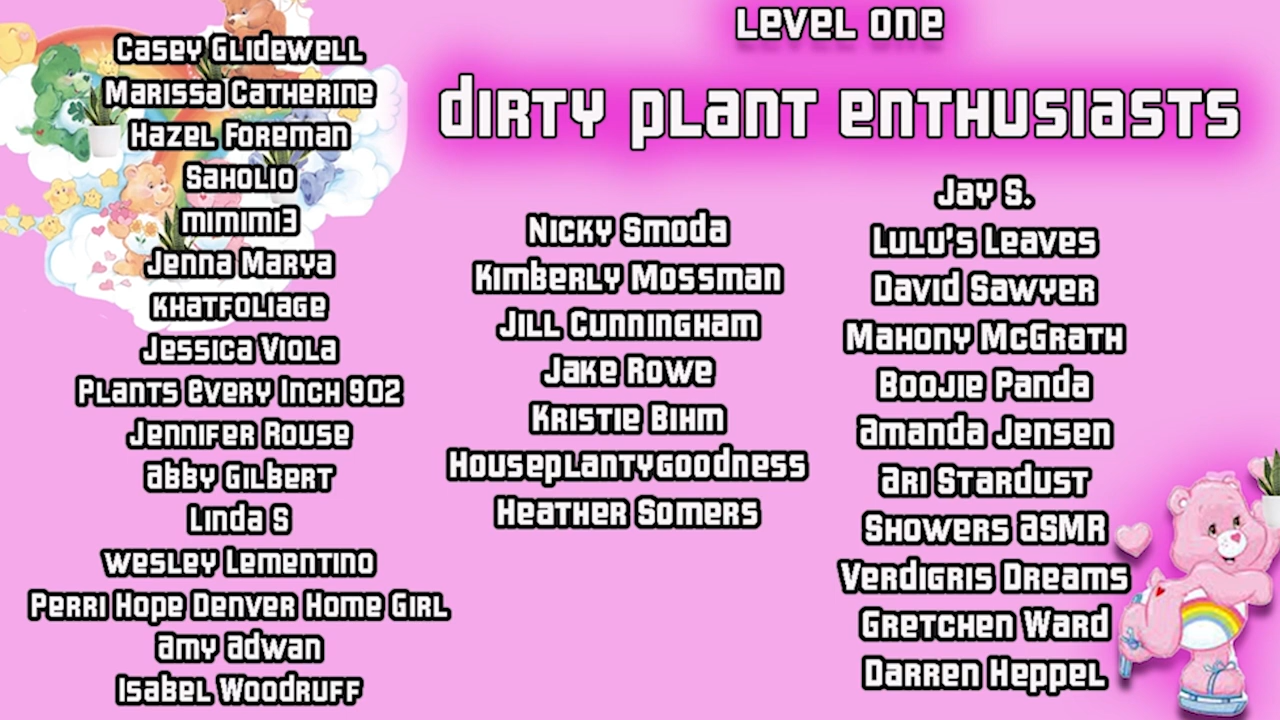 Level One
Dirty Plant Enthusiasts
Casey Glidewell
Marissa Catherine
Hazel Foreman
Saholio
mimimi3
Jenna Marya
khatfoliage
Jessica Viola
Plants Every Inch 902
Jennifer Rouse
Abby Gilbert
Linda S
Wesley Lementino
Perri Hope Denver Home Girl
Amy Adwan
Isabel Woodruff
Nicky Smoda
Kimberly Mossman
Jill Cunningham
Jake Rowe
Kristie Bihm
Houseplantygoodness
Heather Somers
Jay S.
Lulu's Leaves
David Sawyer
Mahony McGrath
Boojie Panda
Amanda Jensen
Ari Stardust
Showers ASMR
Verdigris Dreams
Gretchen Ward
Darren Heppel